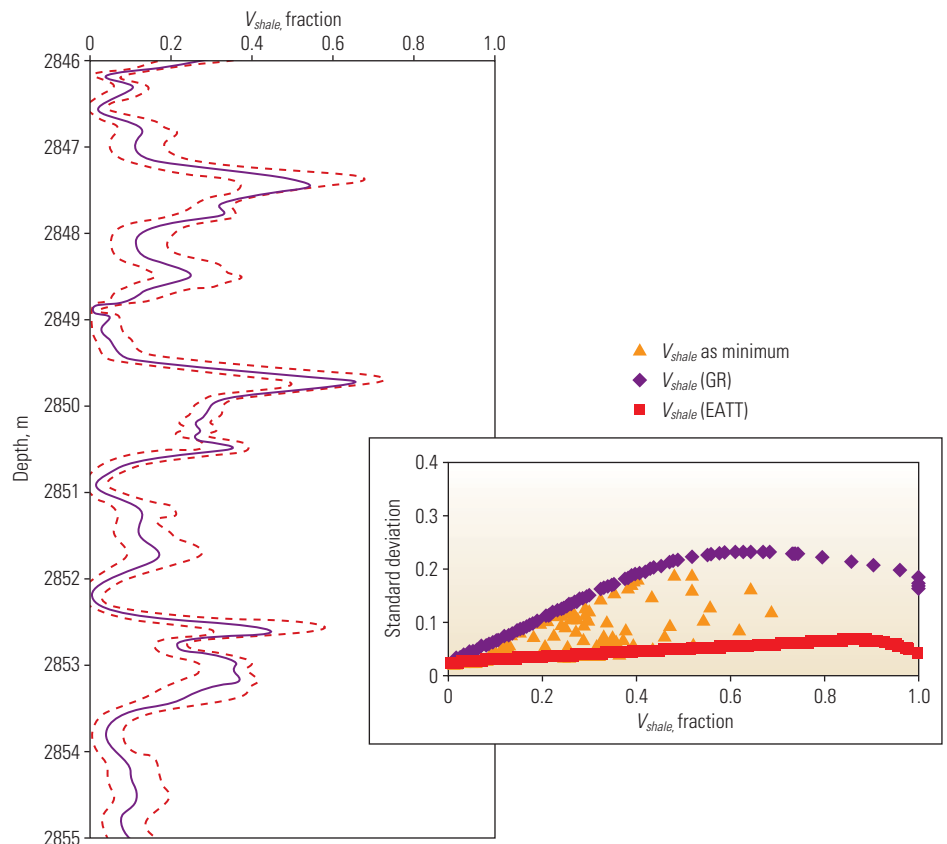 V shale, fraction
0 0.2 0.4 0.6 0.8 1.0
2846
2847
2848
2849
2850
2851
2852
2853
2854
2855
Depth, m
V shale as minimum
V shale (GR)
V shale (EATT)
0.4
0.3
0.2
0.1
0
Standard deviation
0 0.2 0.4 0.6 0.8 1.0
V shale, fraction